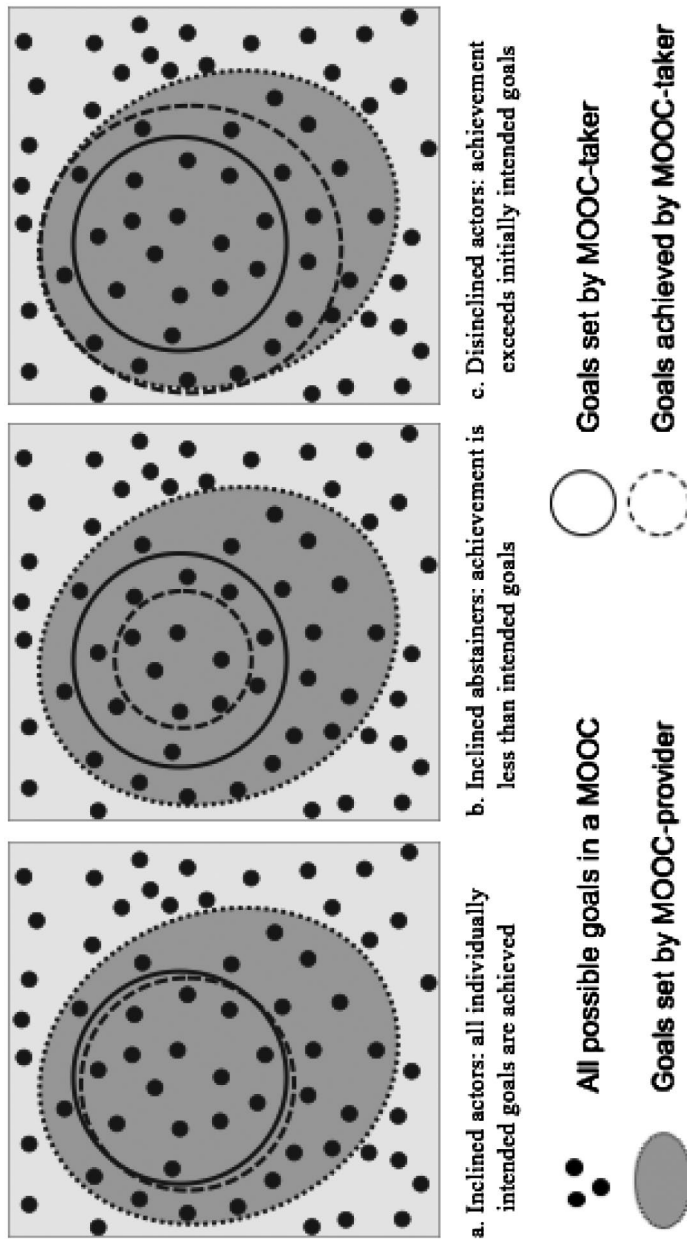 a. Inclined actors: all individually
intended goals are achieved
b. Inclined abstainers: achievement is
less than intended goals
c. Disinclined actors: achievement
exceeds initially intended goals
All possible goals in a MOOC
Goals set by MOOC-provider
Goals set by MOOC-taker
Goals achieved by MOOC-taker